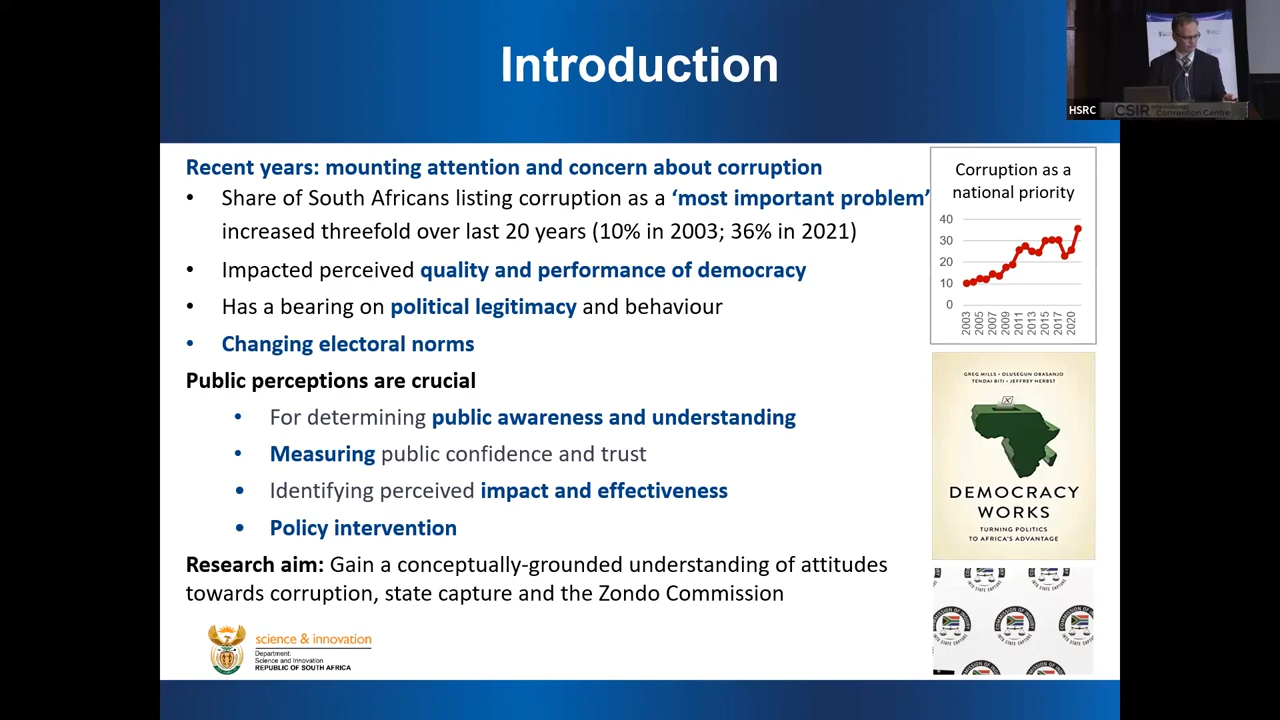 Introduction
HSRC
CSIR International
Convention Centre
Recent years: mounting attention and concern about corruption
• Share of South Africans listing corruption as a ‘most important problem’
increased threefold over last 20 years (10% in 2003; 36% in 2021)
• Impacted perceived quality and performance of democracy
• Has a bearing on political legitimacy and behaviour
• Changing electoral norms
Public perceptions are crucial
• For determining public awareness and understanding
• Measuring public confidence and trust
• Identifying perceived impact and effectiveness
• Policy intervention
Research aim: Gain a conceptually-grounded understanding of attitudes
towards corruption, state capture and the Zondo Commission
science & innovation
Department:
Science and Innovation
REPUBLIC OF SOUTH AFRICA
Corruption as a
national priority
40
30
20
10
0
2003
2005
2007
2009
2011
2013
2015
2017
2020
GREG MILLS • OLUSEGUN OBASANJO
TENDAI BITI • JEFFREY HERBST
DEMOCRACY
WORKS
TURNING POLITICS
TO AFRICA'S ADVANTAGE